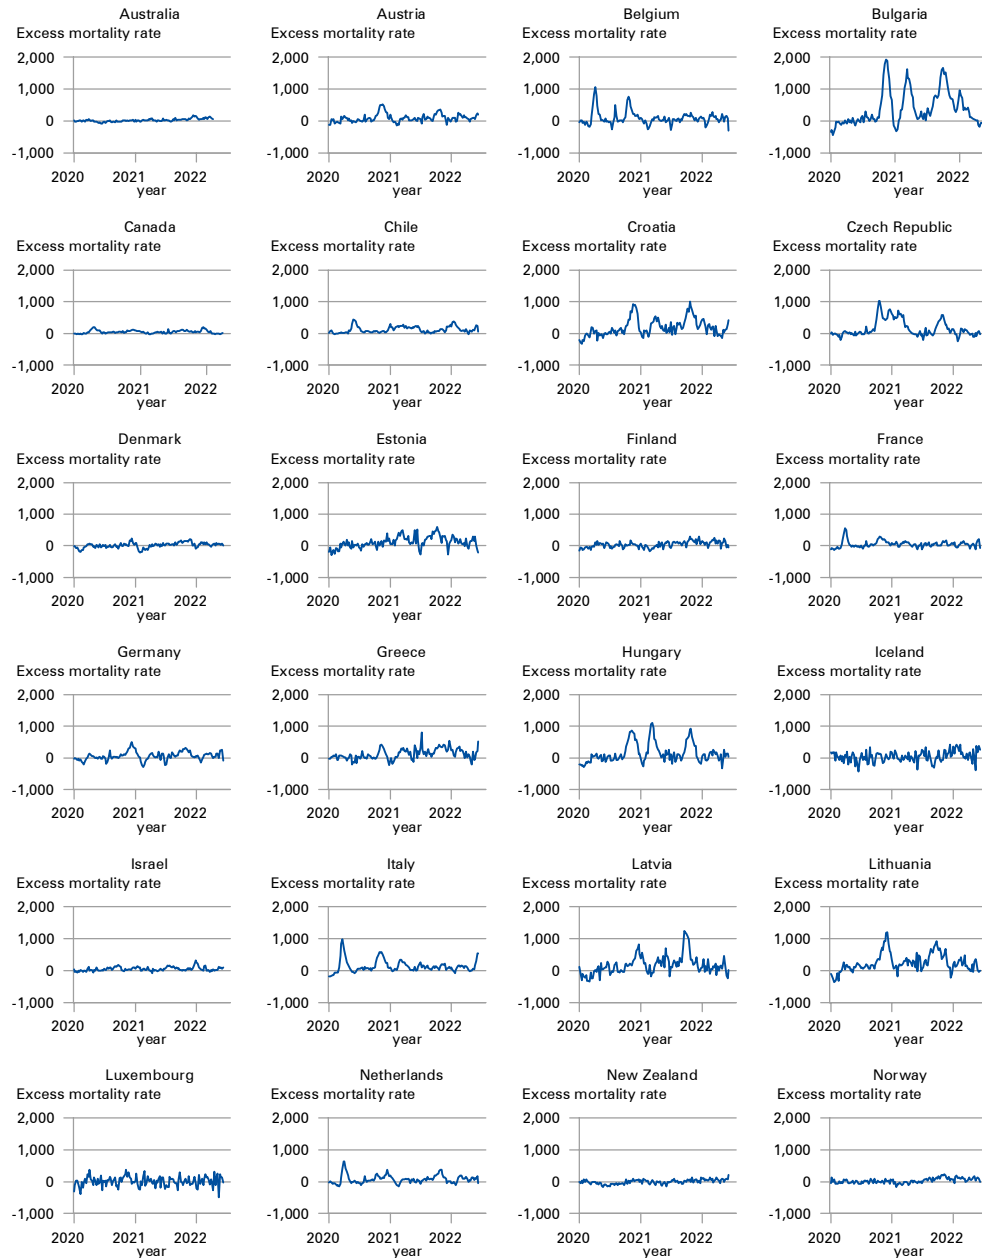 Australia
Excess mortality rate
2,000
1,000
0
-1,000
2020 2021 2022
year
Austria
Excess mortality rate
2,000
1,000
0
-1,000
2020 2021 2022
year
Belgium
Excess mortality rate
2,000
1,000
0
-1,000
2020 2021 2022
year
Bulgaria
Excess mortality rate
2,000
1,000
0
-1,000
2020 2021 2022
year
Canada
Excess mortality rate
2,000
1,000
0
-1,000
2020 2021 2022
year
Chile
Excess mortality rate
2,000
1,000
0
-1,000
2020 2021 2022
year
Croatia
Excess mortality rate
2,000
1,000
0
-1,000
2020 2021 2022
year
Czech Republic
Excess mortality rate
2,000
1,000
0
-1,000
2020 2021 2022
year
Denmark
Excess mortality rate
2,000
1,000
0
-1,000
2020 2021 2022
year
Estonia
Excess mortality rate
2,000
1,000
0
-1,000
2020 2021 2022
year
Finland
Excess mortality rate
2,000
1,000
0
-1,000
2020 2021 2022
year
France
Excess mortality rate
2,000
1,000
0
-1,000
2020 2021 2022
year
Germany
Excess mortality rate
2,000
1,000
0
-1,000
2020 2021 2022
year
Greece
Excess mortality rate
2,000
1,000
0
-1,000
2020 2021 2022
year
Hungary
Excess mortality rate
2,000
1,000
0
-1,000
2020 2021 2022
year
Iceland
Excess mortality rate
2,000
1,000
0
-1,000
2020 2021 2022
year
Israel
Excess mortality rate
2,000
1,000
0
-1,000
2020 2021 2022
year
Italy
Excess mortality rate
2,000
1,000
0
-1,000
2020 2021 2022
year
Latvia
Excess mortality rate
2,000
1,000
0
-1,000
2020 2021 2022
year
Lithuania
Excess mortality rate
2,000
1,000
0
-1,000
2020 2021 2022
year
Luxembourg
Excess mortality rate
2,000
1,000
0
-1,000
2020 2021 2022
year
Netherlands
Excess mortality rate
2,000
1,000
0
-1,000
2020 2021 2022
year
New Zealand
Excess mortality rate
2,000
1,000
0
-1,000
2020 2021 2022
year
Norway
Excess mortality rate
2,000
1,000
0
-1,000
2020 2021 2022
year